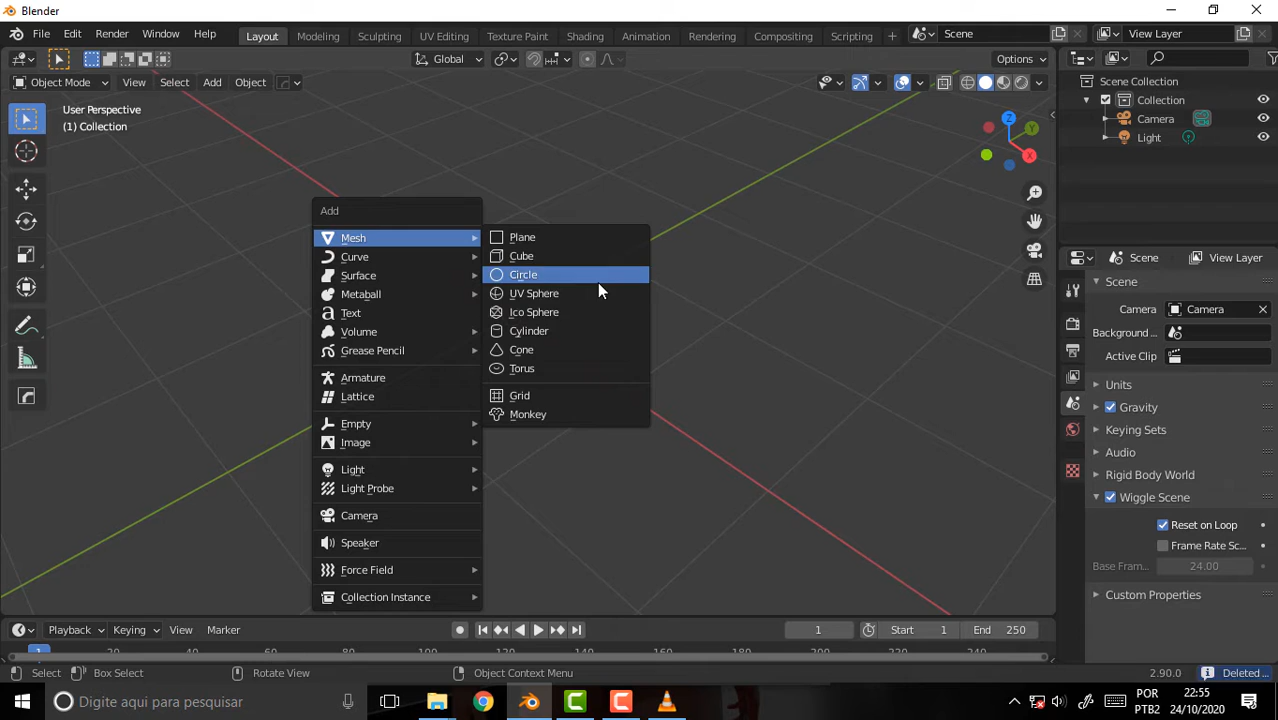 Blender
File Edit Render Window Help
Layout Modeling Sculpting UV Editing Texture Paint Shading Animation Rendering Compositing Scripting +
Scene
View Layer
Global
Options
Object Mode View Select Add Object
User Perspective
(1) Collection
Z
Y
X
Scene Collection
Collection
Camera
Light
Add
Mesh
Curve
Surface
Metaball
Text
Volume
Grease Pencil
Armature
Lattice
Empty
Image
Light
Light Probe
Camera
Speaker
Force Field
Collection Instance
Plane
Cube
Circle
UV Sphere
Ico Sphere
Cylinder
Cone
Torus
Grid
Monkey
Scene View Layer
Scene
Camera Camera
Background ...
Active Clip
Units
Gravity
Keying Sets
Audio
Rigid Body World
Wiggle Scene
Reset on Loop
Frame Rate Sc...
Base Fram... 24.00
Custom Properties
Playback Keying View Marker 1 Start 1 End 250
1 20 40 60 80 100 120 140 160 180 200 220 240
Select Box Select Rotate View Object Context Menu 2.90.0 Deleted ...
Digite aqui para pesquisar
POR
PTB2
22:55
24/10/2020